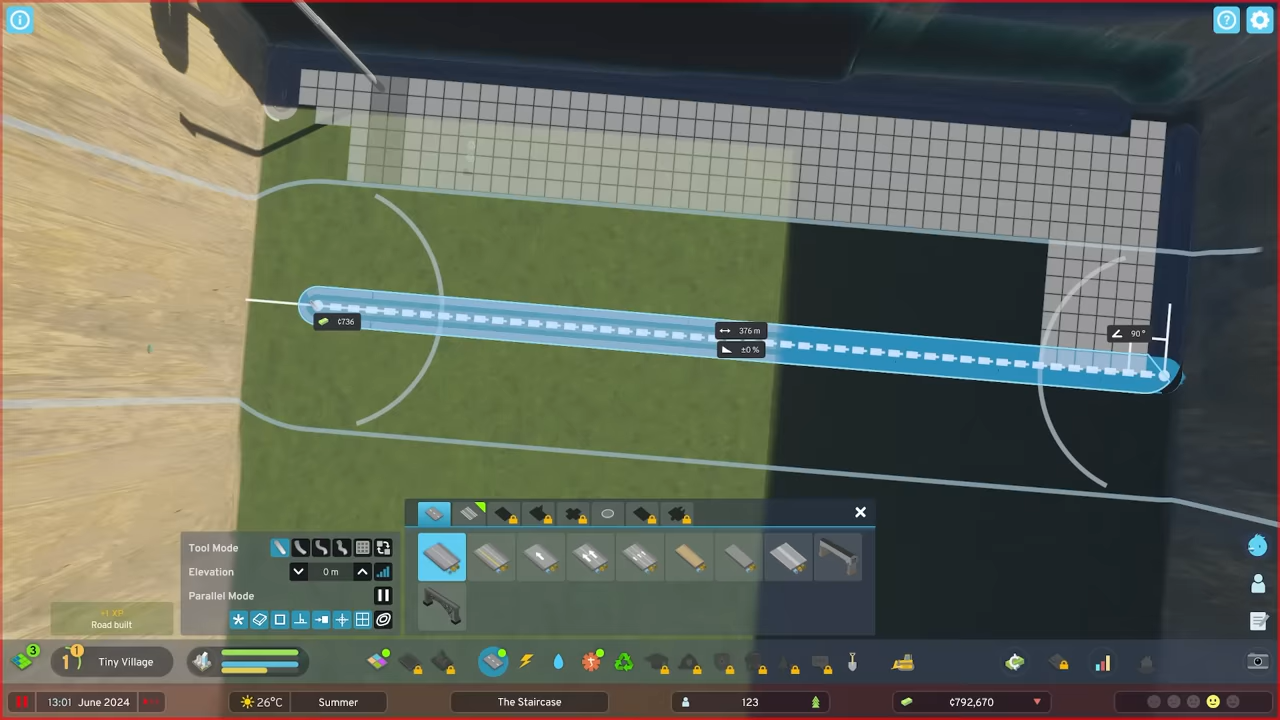 ₵736
376 m
±0 %
90°
Tool Mode
Elevation
0 m
Parallel Mode
+1 XP
Road built
3
1
Tiny Village
13:01 June 2024
26°C
Summer
The Staircase
123
₵792,670